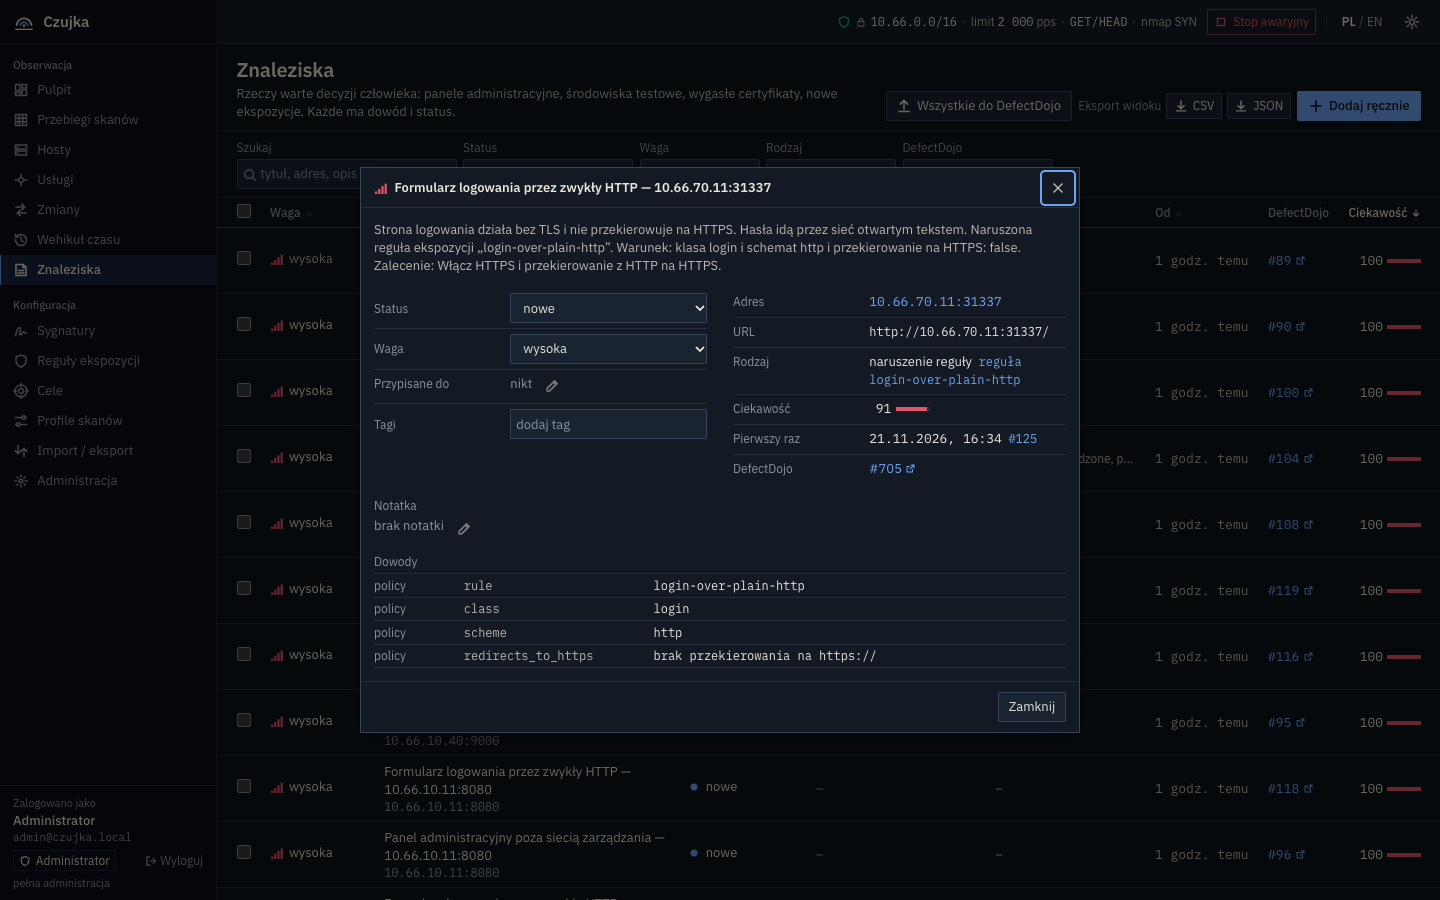 Czujka
10.66.0.0/16 · limit 2 000 pps · GET/HEAD · nmap SYN
Stop awaryjny
PL / EN
Obserwacja
Pulpit
Przebiegi skanów
Hosty
Usługi
Zmiany
Wehikuł czasu
Znaleziska
Konfiguracja
Sygnatury
Reguły ekspozycji
Cele
Profile skanów
Import / eksport
Administracja
Zalogowano jako
Administrator
admin@czujka.local
Administrator
Wyloguj
pełna administracja
Znaleziska
Rzeczy warte decyzji człowieka: panele administracyjne, środowiska testowe, wygasłe certyfikaty, nowe
ekspozycje. Każde ma dowód i status.
Wszystkie do DefectDojo
Eksport widoku
CSV
JSON
Dodaj ręcznie
Szukaj
Status
Waga
Rodzaj
DefectDojo
tytuł, adres, opis
Waga
Od
DefectDojo
Ciekawość
wysoka
1 godz. temu #89 100
wysoka
1 godz. temu #90 100
wysoka
1 godz. temu #100 100
wysoka
dzone, p...
1 godz. temu #104 100
wysoka
1 godz. temu #108 100
wysoka
1 godz. temu #119 100
wysoka
1 godz. temu #116 100
wysoka
10.66.10.40:9000
1 godz. temu #95 100
wysoka
Formularz logowania przez zwykły HTTP —
10.66.10.11:8080
10.66.10.11:8080
nowe
–
–
1 godz. temu #118 100
wysoka
Panel administracyjny poza siecią zarządzania —
10.66.10.11:8080
10.66.10.11:8080
nowe
–
–
1 godz. temu #96 100
Formularz logowania przez zwykły HTTP — 10.66.70.11:31337
Strona logowania działa bez TLS i nie przekierowuje na HTTPS. Hasła idą przez sieć otwartym tekstem. Naruszona
reguła ekspozycji „login-over-plain-http”. Warunek: klasa login i schemat http i przekierowanie na HTTPS: false.
Zalecenie: Włącz HTTPS i przekierowanie z HTTP na HTTPS.
Status nowe
Waga wysoka
Przypisane do nikt
Tagi dodaj tag
Adres 10.66.70.11:31337
URL http://10.66.70.11:31337/
Rodzaj naruszenie reguły reguła
login-over-plain-http
Ciekawość 91
Pierwszy raz 21.11.2026, 16:34 #125
DefectDojo #705
Notatka
brak notatki
Dowody
policy rule login-over-plain-http
policy class login
policy scheme http
policy redirects_to_https brak przekierowania na https://
Zamknij